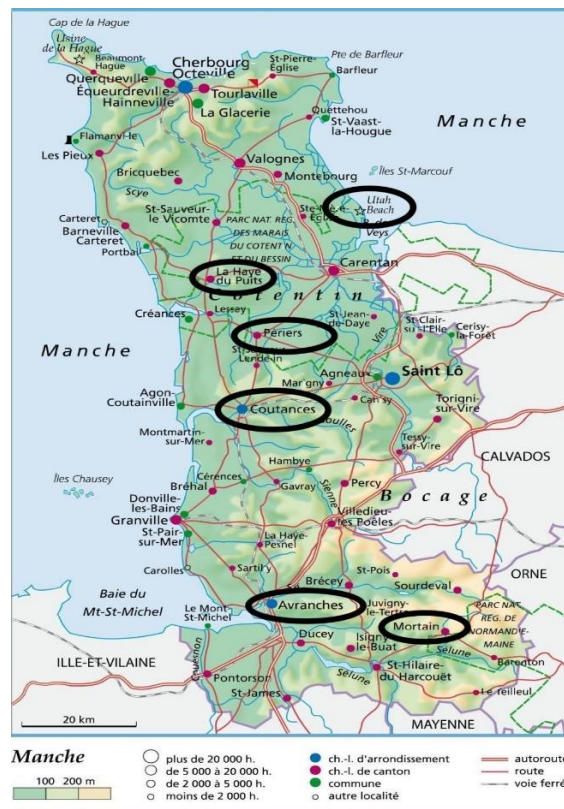 Cap de la Hague
Usine
de la Hague
Beaumont
Hague
Cherbourg
Octeville
St-Pierre-
Église
Pte de Barfleur
Barfleur
Querqueville
Équeurdreville-
Hainneville
Tourlaville
La Glacerie
Quettehou
St-Vaast-
la-Hougue
Manche
Les Pieux
Valognes
Montebourg
Îles St-Marcouf
Bricquebec
Scye
Utah
Beach
Veys
Carteret
Barneville
Carteret
Portbail
St-Sauveur-
le Vicomte
PARC NAT. REG.
DES MARAIS
DU COTENTIN
ET DU BESSIN
La Haye
du Puits
Carentan
Cotentin
Lessay
Créances
St-Jean-
de-Daye
Périers
Vire
St-Clair-
su-l'Elle
Cerisy-
la-Forêt
Manche
Marigny
Agneaux
Saint Lô
Agon-
Coutainville
Coutances
Canisy
Torigni-
sur-Vire
Montmartin-
sur-Mer
Tessy-
sur-Vire
CALVADOS
Îles Chausey
Hambye
Cérences
Bréhal
Gavray
Sienne
Percy
Bocage
Donville-
les-Bains
Granville
St-Pair-
sur-Mer
Villedieu-
les Poêles
La Haye-
Pesnel
Carolles
Sartilly
St-Pois
Brécey
Sourdeval
ORNE
Baie du
Mt-St-Michel
Le Mont-
St-Michel
Avranches
Juvigny-
le-Tertre
Mortain
PARC NAT.
REG. DE
NORMANDIE-
MAINE
Ducey
Isigny-
le-Buat
Sélune
Barenton
ILLE-ET-VILAINE
Couesnon
Pontorson
St-James
Sélune
St-Hilaire-
du Harcouët
Le Teilleul
MAYENNE
20 km
Manche
100 200 m
plus de 20 000 h.
de 5 000 à 20 000 h.
de 2 000 à 5 000 h.
moins de 2 000 h.
ch.-l. d'arrondissement
ch.-l. de canton
commune
autre localité
autoroute
route
voie ferré